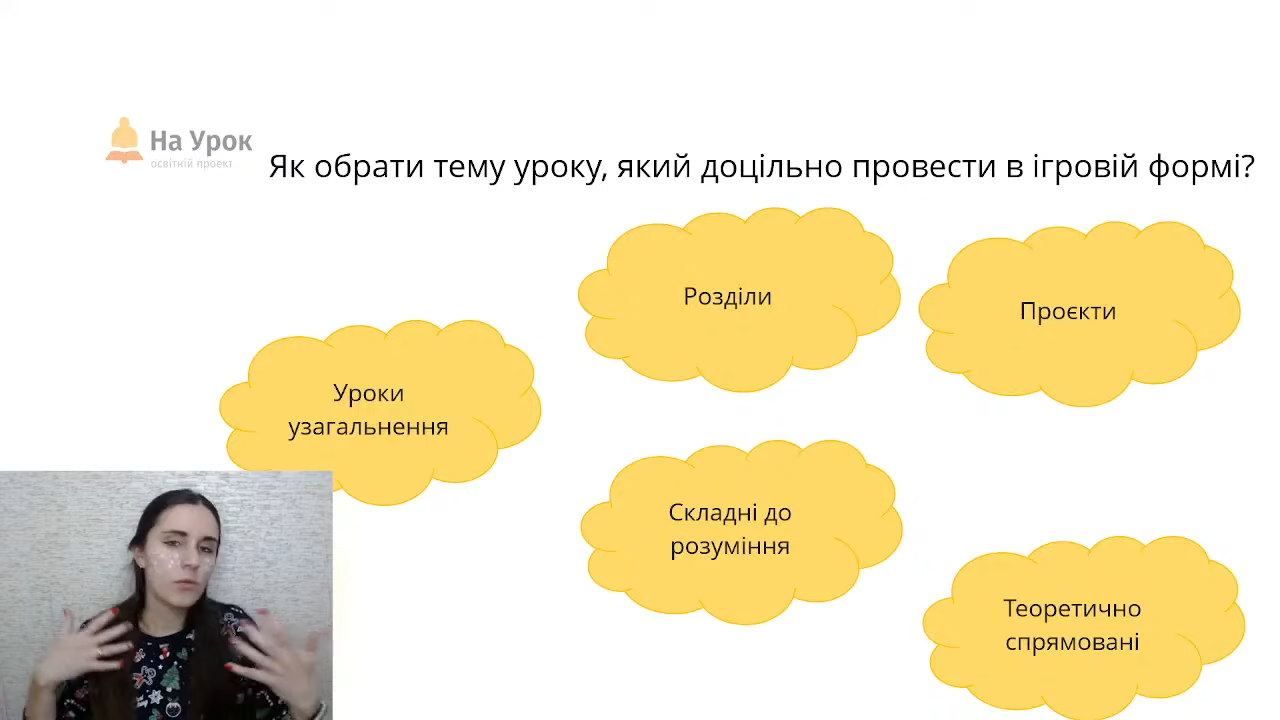 На Урок
освітній проект
Як обрати тему уроку, який доцільно провести в ігровій формі?
Розділи
Проєкти
Уроки
узагальнення
Складні до
розуміння
Теоретично
спрямовані